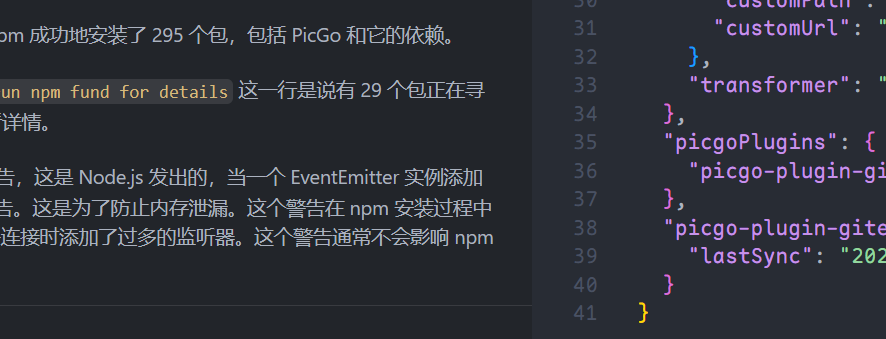 pm 成功地安装了 295 个包，包括 PicGo 和它的依赖。
un npm fund for details 这一行是说有 29 个包正在寻
详情。
告，这是 Node.js 发出的，当一个 EventEmitter 实例添加
告。这是为了防止内存泄漏。这个警告在 npm 安装过程中
连接时添加了过多的监听器。这个警告通常不会影响 npm
30 "customPath"
31 "customUrl": "
32 },
33 "transformer": "
34 },
35 "picgoPlugins": {
36 "picgo-plugin-gi
37 },
38 "picgo-plugin-gite
39 "lastSync": "202
40 }
41 }